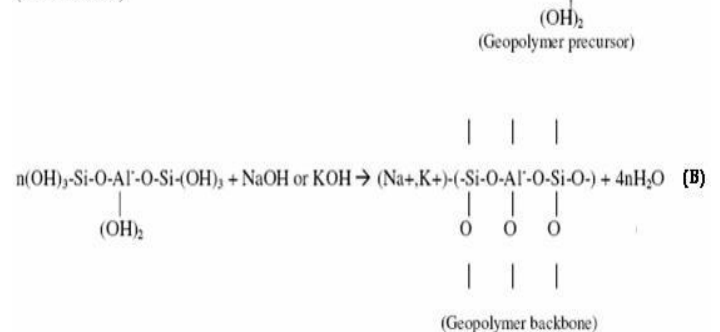 (OH)₂
(Geopolymer precursor)
| | |
n(OH)₃-Si-O-Al⁻-O-Si-(OH)₃ + NaOH or KOH → (Na+,K+)-(-Si-O-Al⁻-O-Si-O-) + 4nH₂O (B)
| | | |
(OH)₂ O O O
| | |
(Geopolymer backbone)